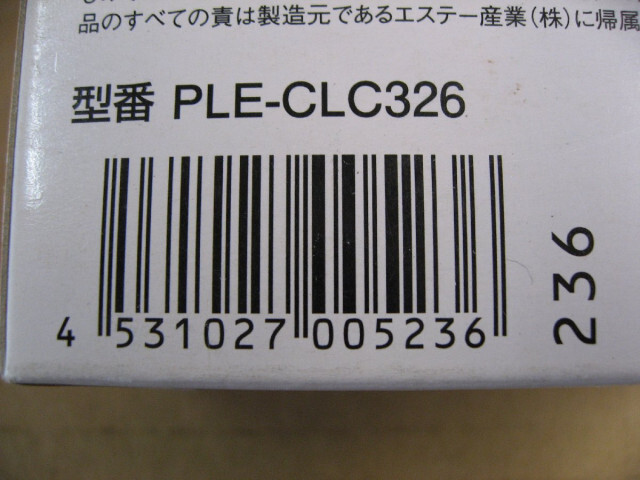 品のすべての責は製造元であるエステー産業(株)に帰属
型番 PLE-CLC326
4 531027 005236
236